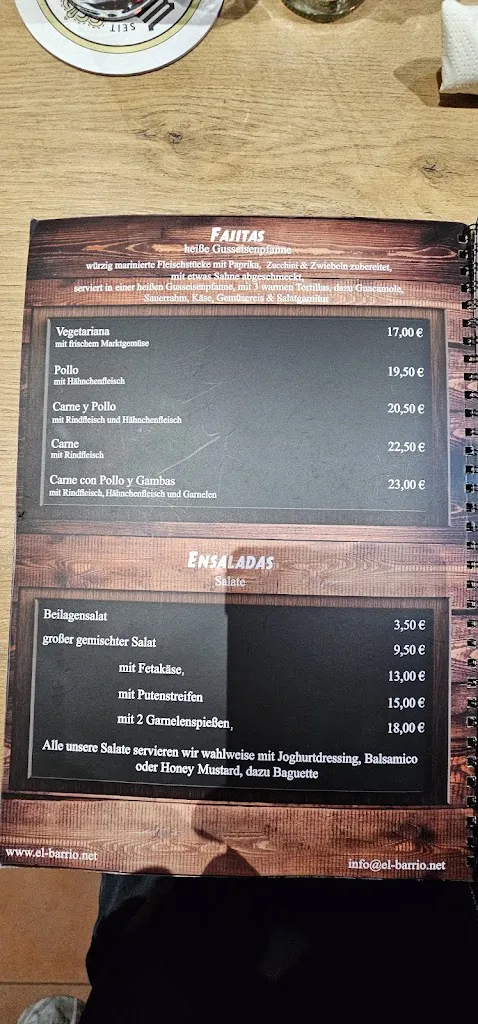 SEIT
FAJITAS
heiße Gusseisenpfanne
würzig marinierte Fleischstücke mit Paprika, Zucchini & Zwiebeln zubereitet,
mit etwas Sahne abgeschmeckt,
serviert in einer heißen Gusseisenpfanne, mit 3 warmen Tortillas, dazu Guacamole,
Sauerrahm, Käse, Gemüsereis & Salatgarnitur
Vegetariana 17,00 €
mit frischem Marktgemüse
Pollo 19,50 €
mit Hähnchenfleisch
Carne y Pollo 20,50 €
mit Rindfleisch und Hähnchenfleisch
Carne 22,50 €
mit Rindfleisch
Carne con Pollo y Gambas 23,00 €
mit Rindfleisch, Hähnchenfleisch und Garnelen
ENSALADAS
Salate
Beilagensalat 3,50 €
großer gemischter Salat 9,50 €
mit Fetakäse, 13,00 €
mit Putenstreifen 15,00 €
mit 2 Garnelenspießen, 18,00 €
Alle unsere Salate servieren wir wahlweise mit Joghurtdressing, Balsamico
oder Honey Mustard, dazu Baguette
www.el-barrio.net info@el-barrio.net